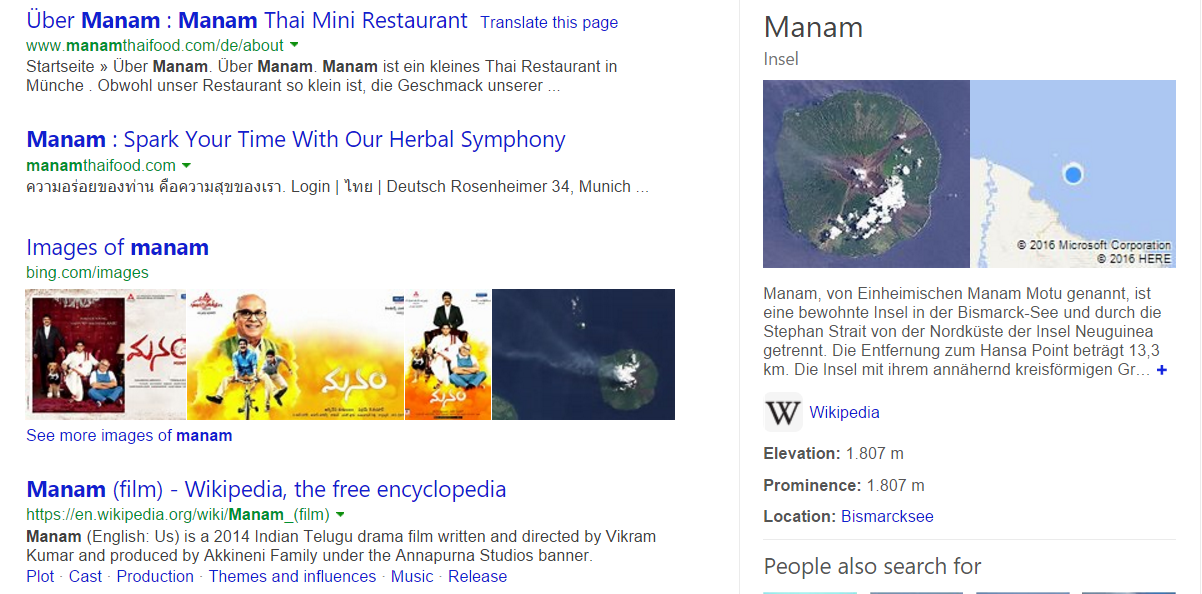 Über Manam : Manam Thai Mini Restaurant Translate this page
www.manamthaifood.com/de/about
Startseite » Über Manam. Über Manam. Manam ist ein kleines Thai Restaurant in
Münche . Obwohl unser Restaurant so klein ist, die Geschmack unserer ...
Manam : Spark Your Time With Our Herbal Symphony
manamthaifood.com
ความอร่อยของท่าน คือความสุขของเรา. Login | ไทย | Deutsch Rosenheimer 34, Munich ...
Images of manam
bing.com/images
మనం
మనం
మనం
See more images of manam
Manam (film) - Wikipedia, the free encyclopedia
https://en.wikipedia.org/wiki/Manam_(film)
Manam (English: Us) is a 2014 Indian Telugu drama film written and directed by Vikram
Kumar and produced by Akkineni Family under the Annapurna Studios banner.
Plot · Cast · Production · Themes and influences · Music · Release
Manam
Insel
© 2016 Microsoft Corporation
© 2016 HERE
Manam, von Einheimischen Manam Motu genannt, ist
eine bewohnte Insel in der Bismarck-See und durch die
Stephan Strait von der Nordküste der Insel Neuguinea
getrennt. Die Entfernung zum Hansa Point beträgt 13,3
km. Die Insel mit ihrem annähernd kreisförmigen Gr... +
W Wikipedia
Elevation: 1.807 m
Prominence: 1.807 m
Location: Bismarcksee
People also search for